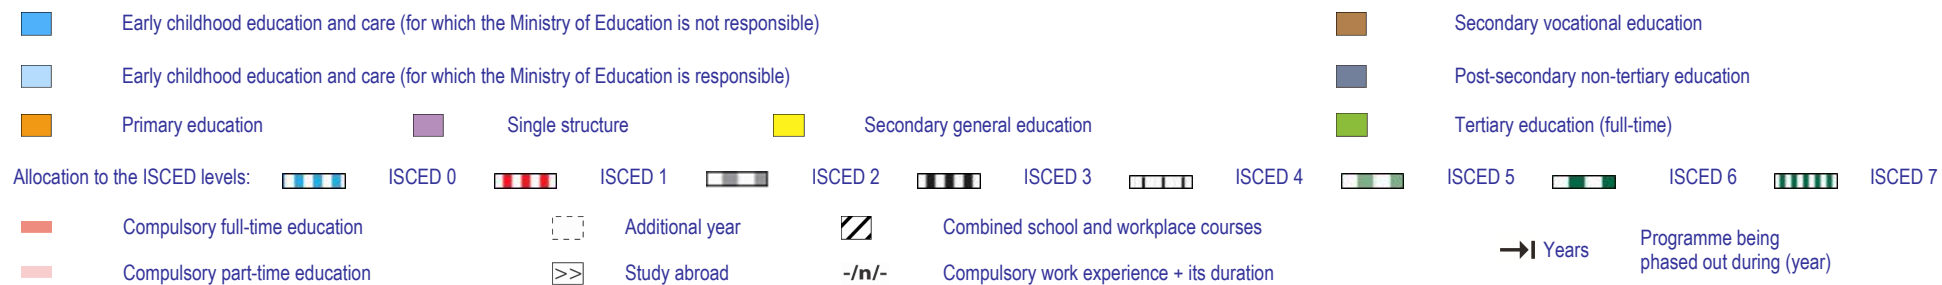 Early childhood education and care (for which the Ministry of Education is not responsible)
Secondary vocational education
Early childhood education and care (for which the Ministry of Education is responsible)
Post-secondary non-tertiary education
Primary education
Single structure
Secondary general education
Tertiary education (full-time)
Allocation to the ISCED levels: ISCED 0 ISCED 1 ISCED 2 ISCED 3 ISCED 4 ISCED 5 ISCED 6 ISCED 7
Compulsory full-time education
Additional year
Combined school and workplace courses
Years
Programme being
phased out during (year)
Compulsory part-time education
>> Study abroad
-/n/- Compulsory work experience + its duration